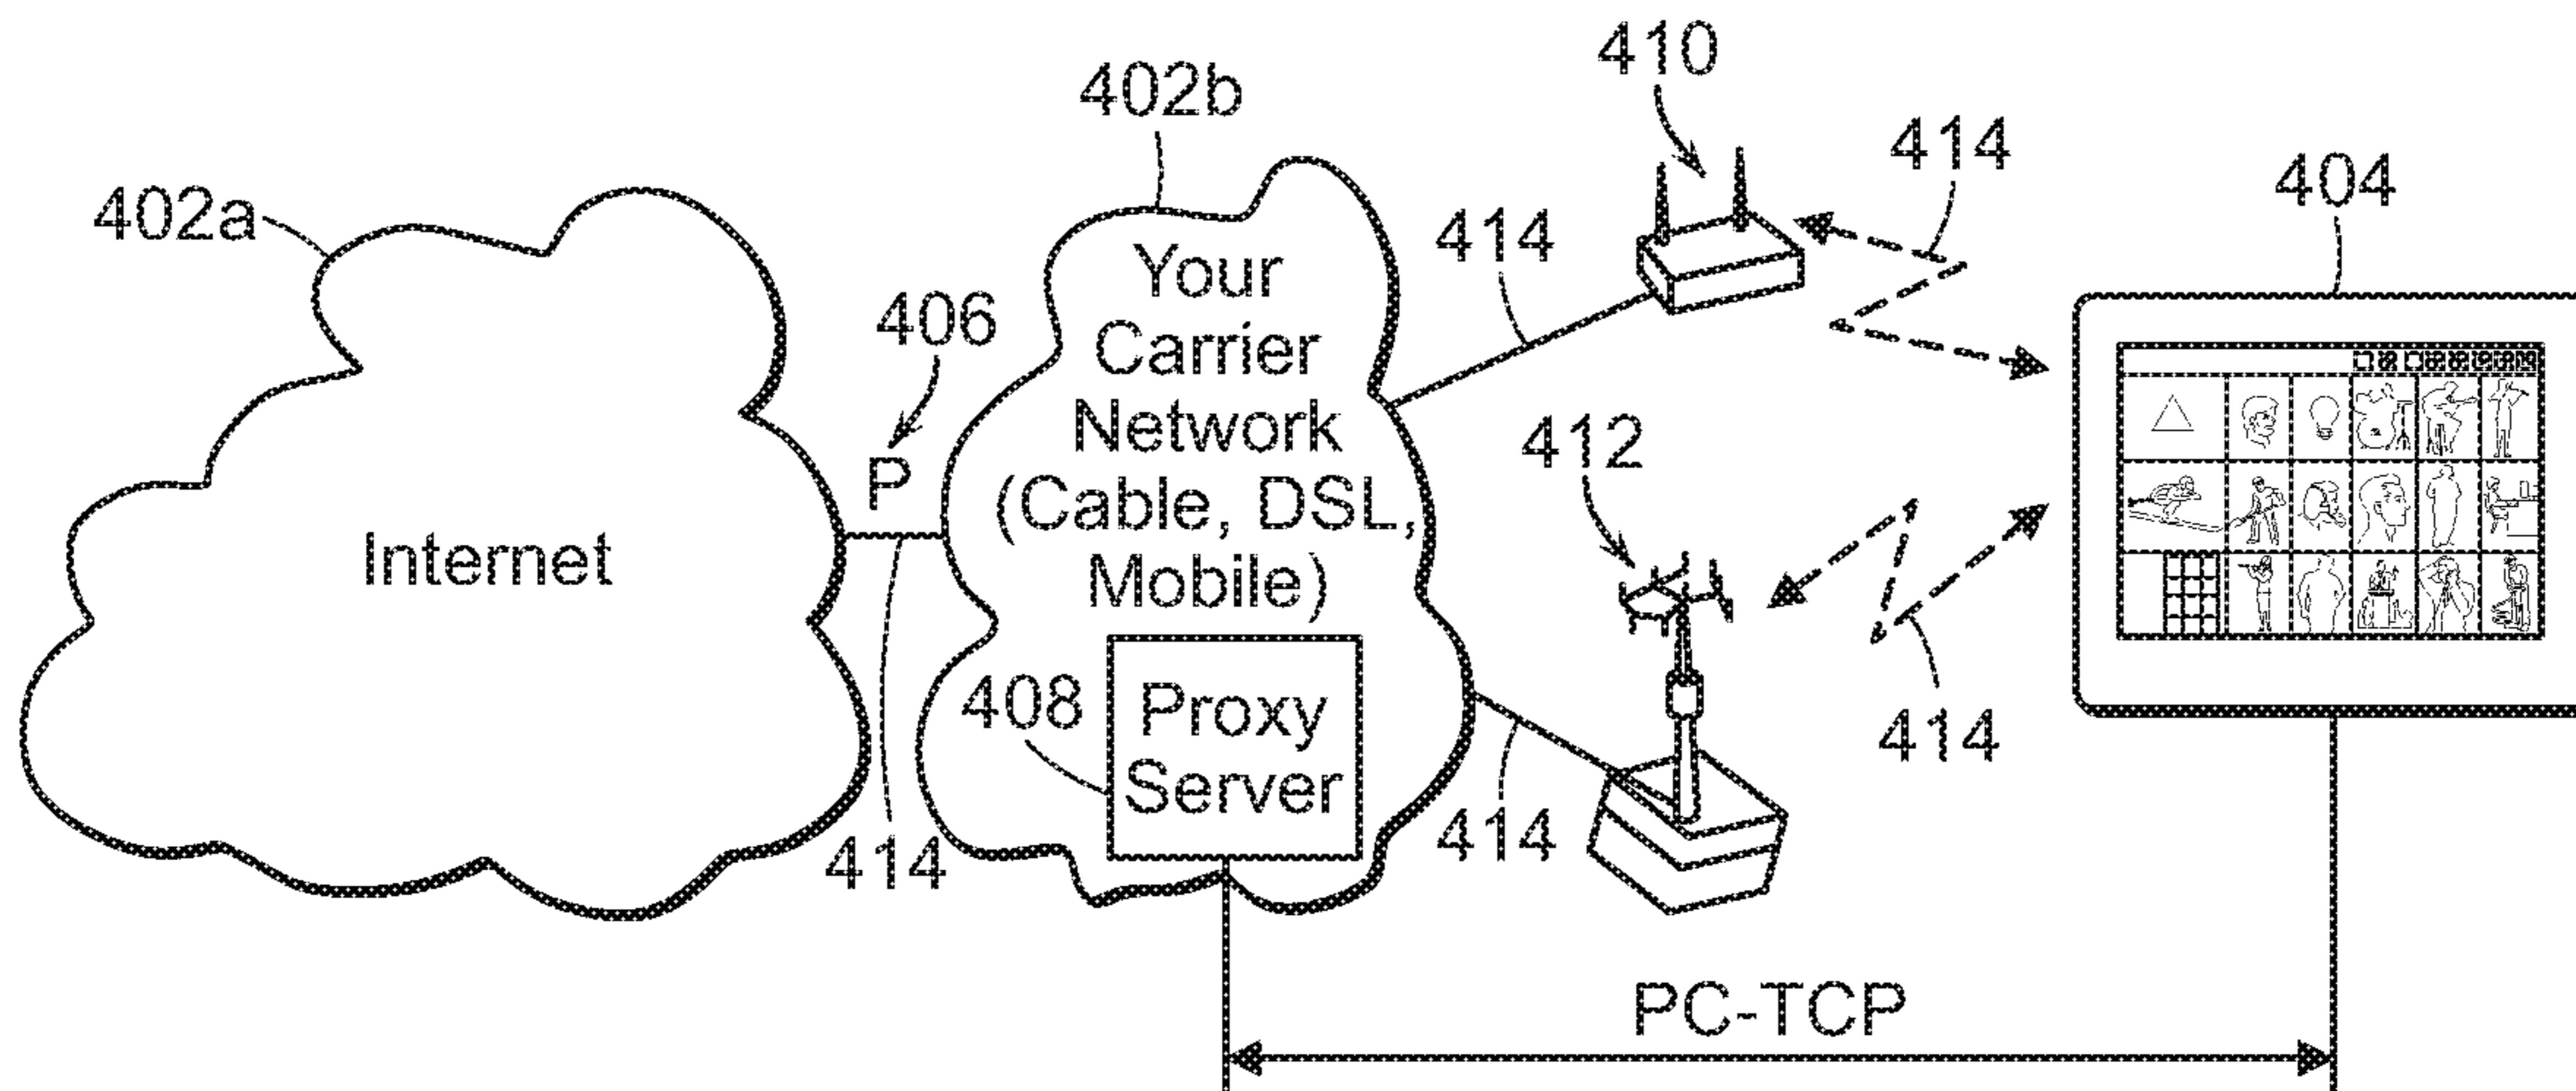 410
402b
414
404
402a
414
406
Your
Carrier
Network
(Cable, DSL,
Mobile)
P
412
Internet
408
Proxy
Server
414
414
414
PC-TCP